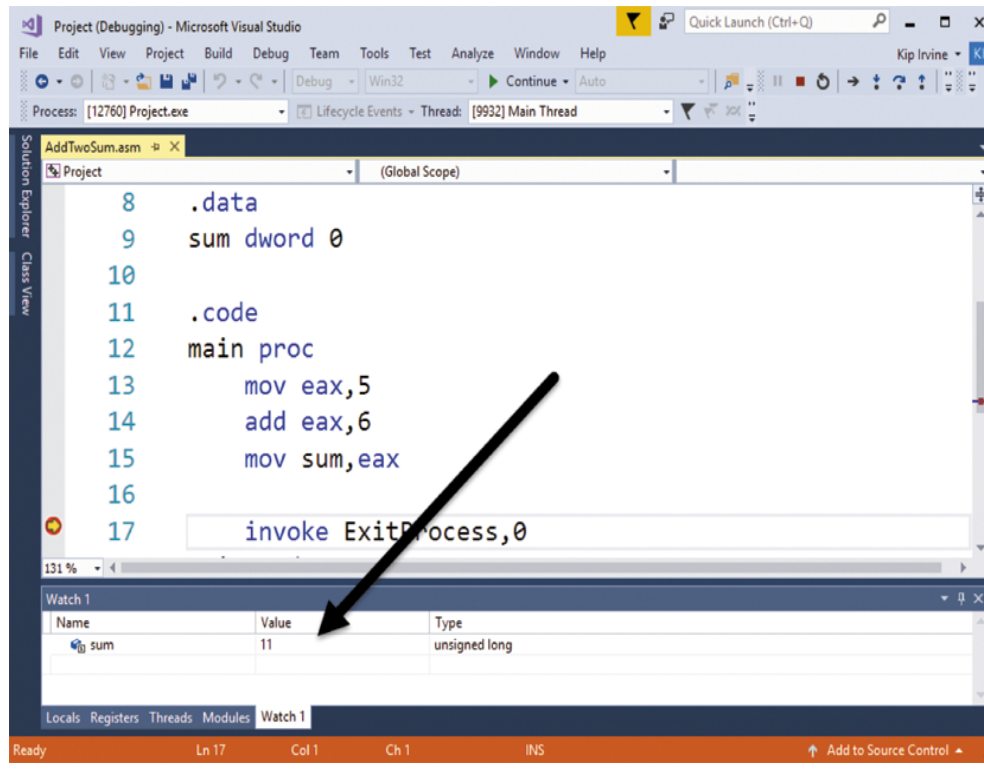 Project (Debugging) - Microsoft Visual Studio
Quick Launch (Ctrl+Q)
File Edit View Project Build Debug Team Tools Test Analyze Window Help
Kip Irvine
Debug Win32 Continue Auto
Process: [12760] Project.exe Lifecycle Events Thread: [9932] Main Thread
Solution Explorer
Class View
AddTwoSum.asm
Project (Global Scope)
8 .data
9 sum dword 0
10
11 .code
12 main proc
13 mov eax,5
14 add eax,6
15 mov sum,eax
16
17 invoke ExitProcess,0
131 %
Watch 1
Name Value Type
sum 11 unsigned long
Locals Registers Threads Modules Watch 1
Ready Ln 17 Col 1 Ch 1 INS Add to Source Control